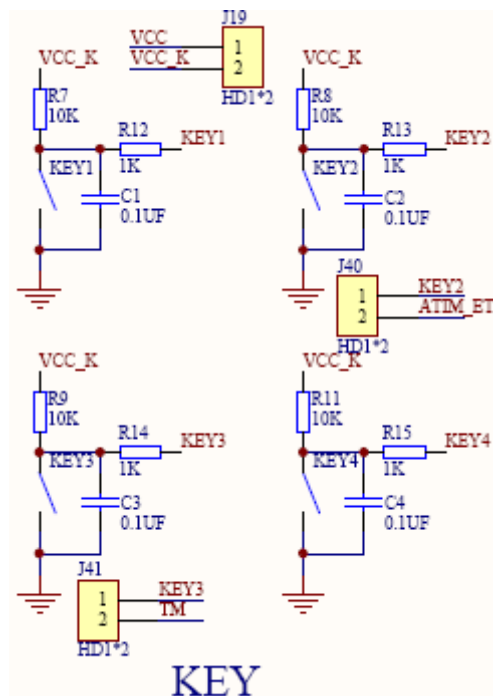 J19
VCC
VCC_K
1
2
HD1*2
VCC_K
R7
10K
R12
KEY1
KEY1
1K
C1
0.1UF
VCC_K
R8
10K
R13
KEY2
KEY2
1K
C2
0.1UF
J40
1
2
KEY2
ATIM_ET
HD1*2
VCC_K
R9
10K
R14
KEY3
KEY3
1K
C3
0.1UF
VCC_K
R11
10K
R15
KEY4
KEY4
1K
C4
0.1UF
J41
1
2
KEY3
TM
HD1*2
KEY